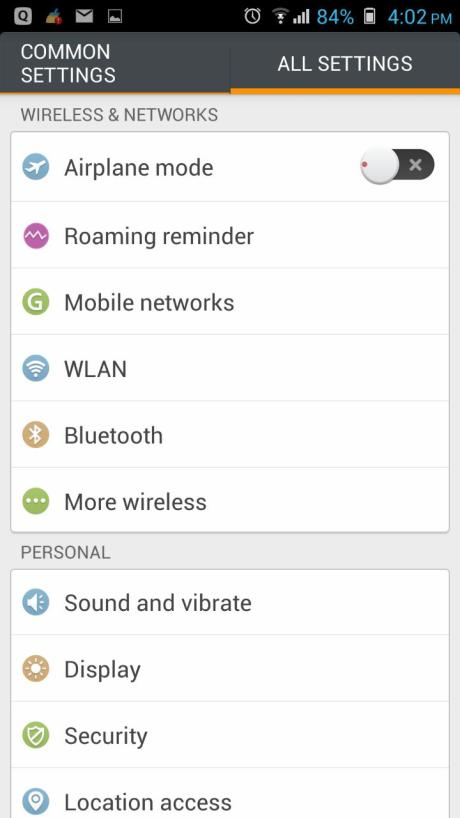 Q 84% 4:02 PM
COMMON
SETTINGS
ALL SETTINGS
WIRELESS & NETWORKS
Airplane mode
Roaming reminder
G Mobile networks
WLAN
Bluetooth
More wireless
PERSONAL
Sound and vibrate
Display
Security
Location access